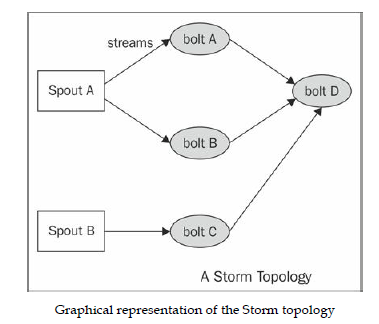 streams
bolt A
Spout A
bolt D
bolt B
Spout B
bolt C
A Storm Topology
Graphical representation of the Storm topology